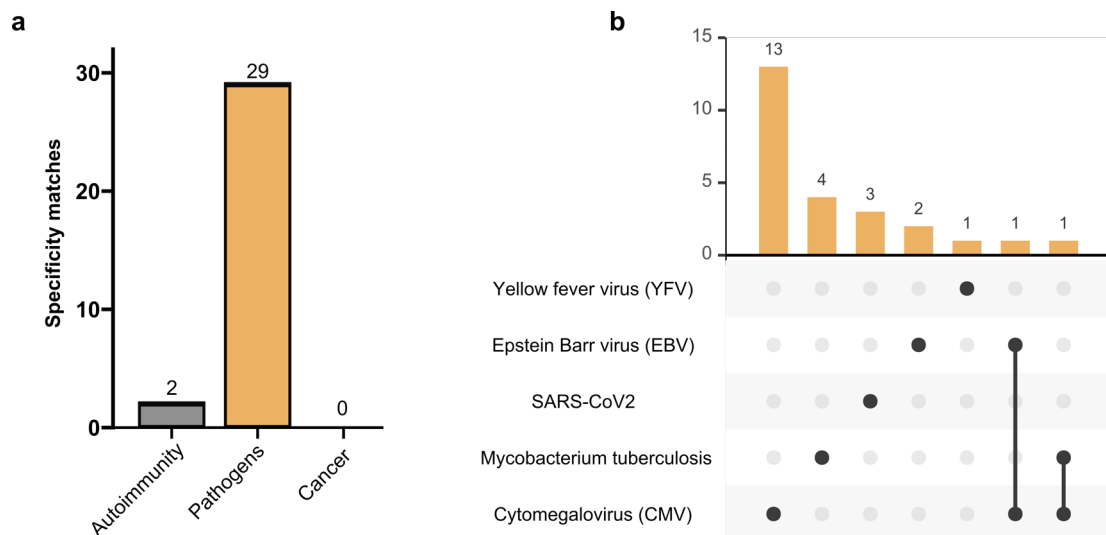 a
Specificity matches
30
20
10
0
2
29
0
Autoimmunity
Pathogens
Cancer
b
15
10
5
0
13
4
3
2
1
1
1
Yellow fever virus (YFV)
Epstein Barr virus (EBV)
SARS-CoV2
Mycobacterium tuberculosis
Cytomegalovirus (CMV)